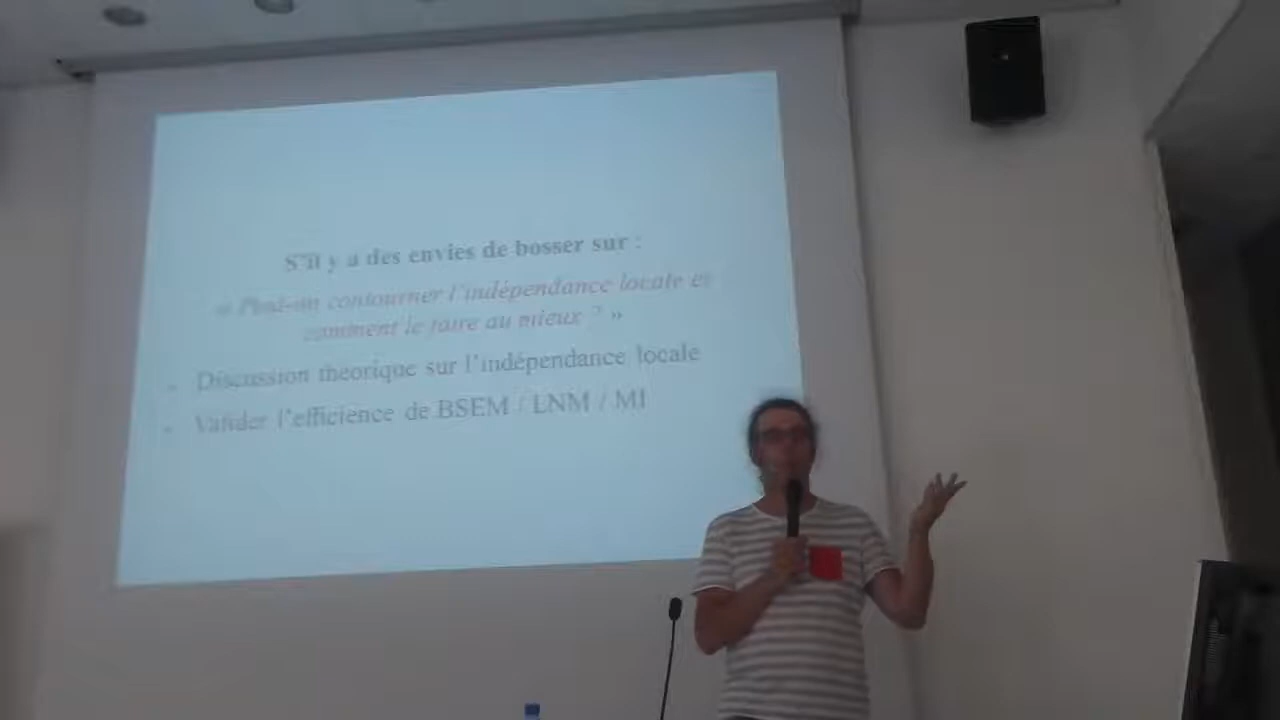 S'il y a des envies de bosser sur :
« Peut-on contourner l'indépendance locale et
comment le faire au mieux ? »
- Discussion théorique sur l'indépendance locale
- Valider l'efficience de BSEM / LNM / MI